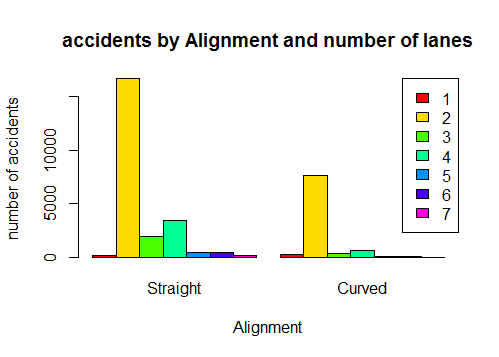 accidents by Alignment and number of lanes
number of accidents
0
5000
10000
Straight
Curved
Alignment
1
2
3
4
5
6
7